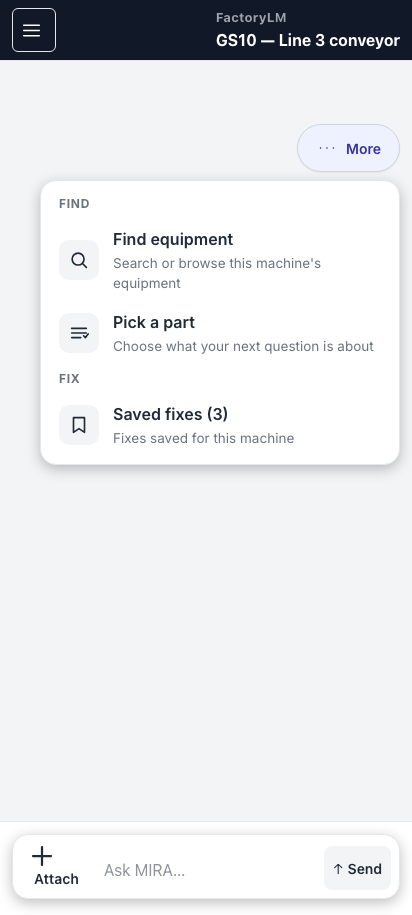 FactoryLM
GS10 — Line 3 conveyor
··· More
FIND
Find equipment
Search or browse this machine's
equipment
Pick a part
Choose what your next question is about
FIX
Saved fixes (3)
Fixes saved for this machine
Attach
Ask MIRA...
↑ Send